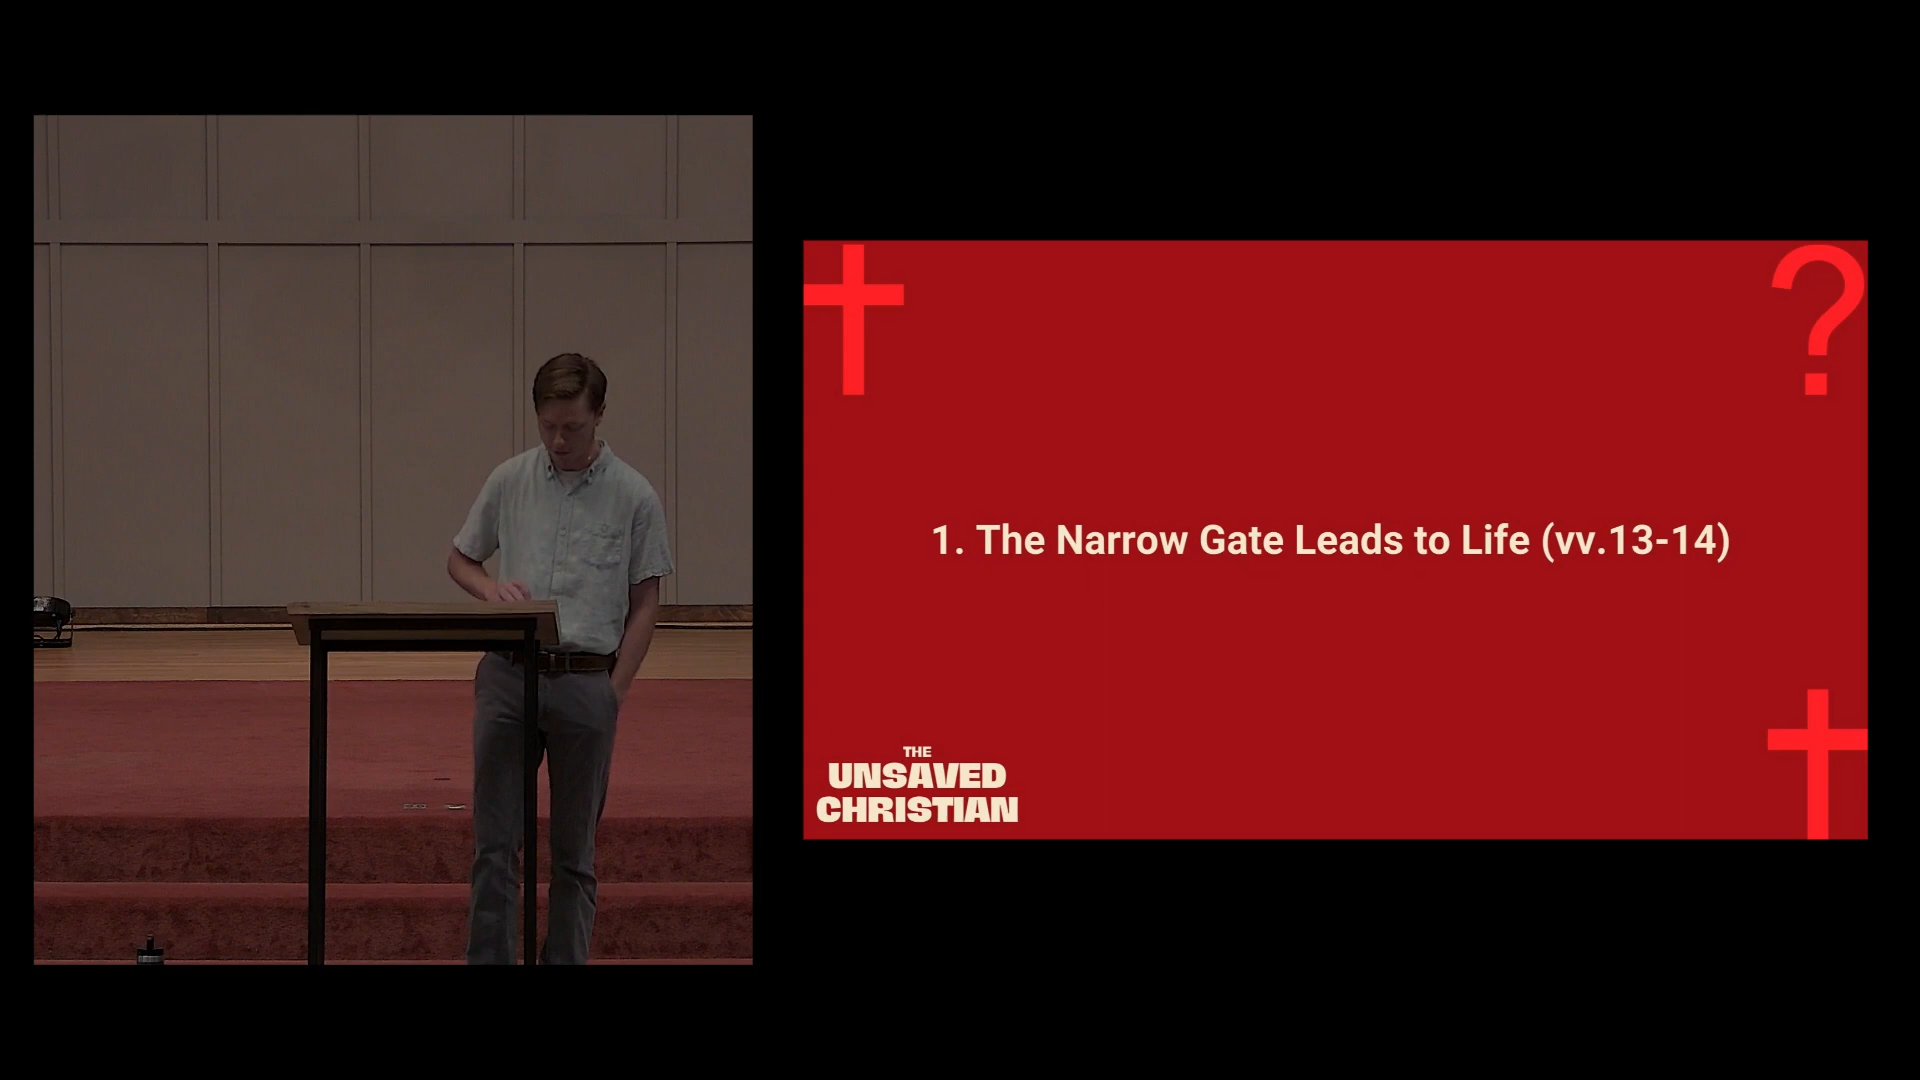 ?
1. The Narrow Gate Leads to Life (vv.13-14)
THE
UNSAVED
CHRISTIAN